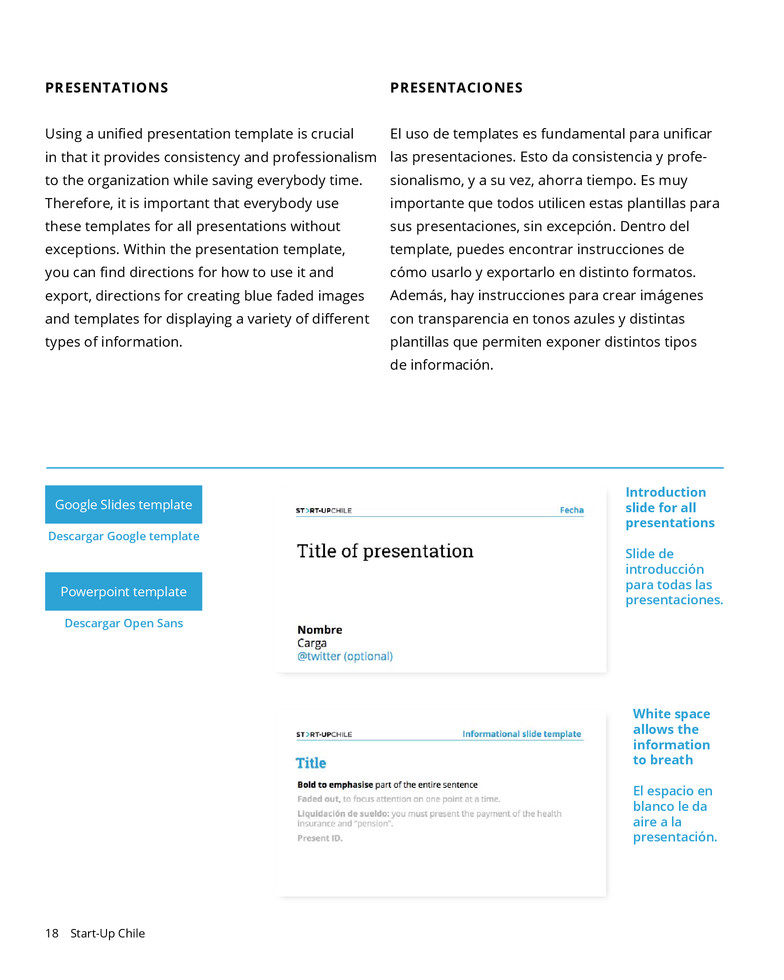 PRESENTATIONS
Using a unified presentation template is crucial
in that it provides consistency and professionalism
to the organization while saving everybody time.
Therefore, it is important that everybody use
these templates for all presentations without
exceptions. Within the presentation template,
you can find directions for how to use it and
export, directions for creating blue faded images
and templates for displaying a variety of different
types of information.
PRESENTACIONES
El uso de templates es fundamental para unificar
las presentaciones. Esto da consistencia y profe-
sionalismo, y a su vez, ahorra tiempo. Es muy
importante que todos utilicen estas plantillas para
sus presentaciones, sin excepción. Dentro del
template, puedes encontrar instrucciones de
cómo usarlo y exportarlo en distinto formatos.
Además, hay instrucciones para crear imágenes
con transparencia en tonos azules y distintas
plantillas que permiten exponer distintos tipos
de información.
Google Slides template
Descargar Google template
Powerpoint template
Descargar Open Sans
START-UPCHILE
Fecha
Title of presentation
Nombre
Carga
@twitter (optional)
Introduction
slide for all
presentations
Slide de
introducción
para todas las
presentaciones.
START-UPCHILE
Informational slide template
Title
Bold to emphasise part of the entire sentence
Faded out, to focus attention on one point at a time.
Liquidación de sueldo: you must present the payment of the health
insurance and "pension".
Present ID.
White space
allows the
information
to breath
El espacio en
blanco le da
aire a la
presentación.
18 Start-Up Chile